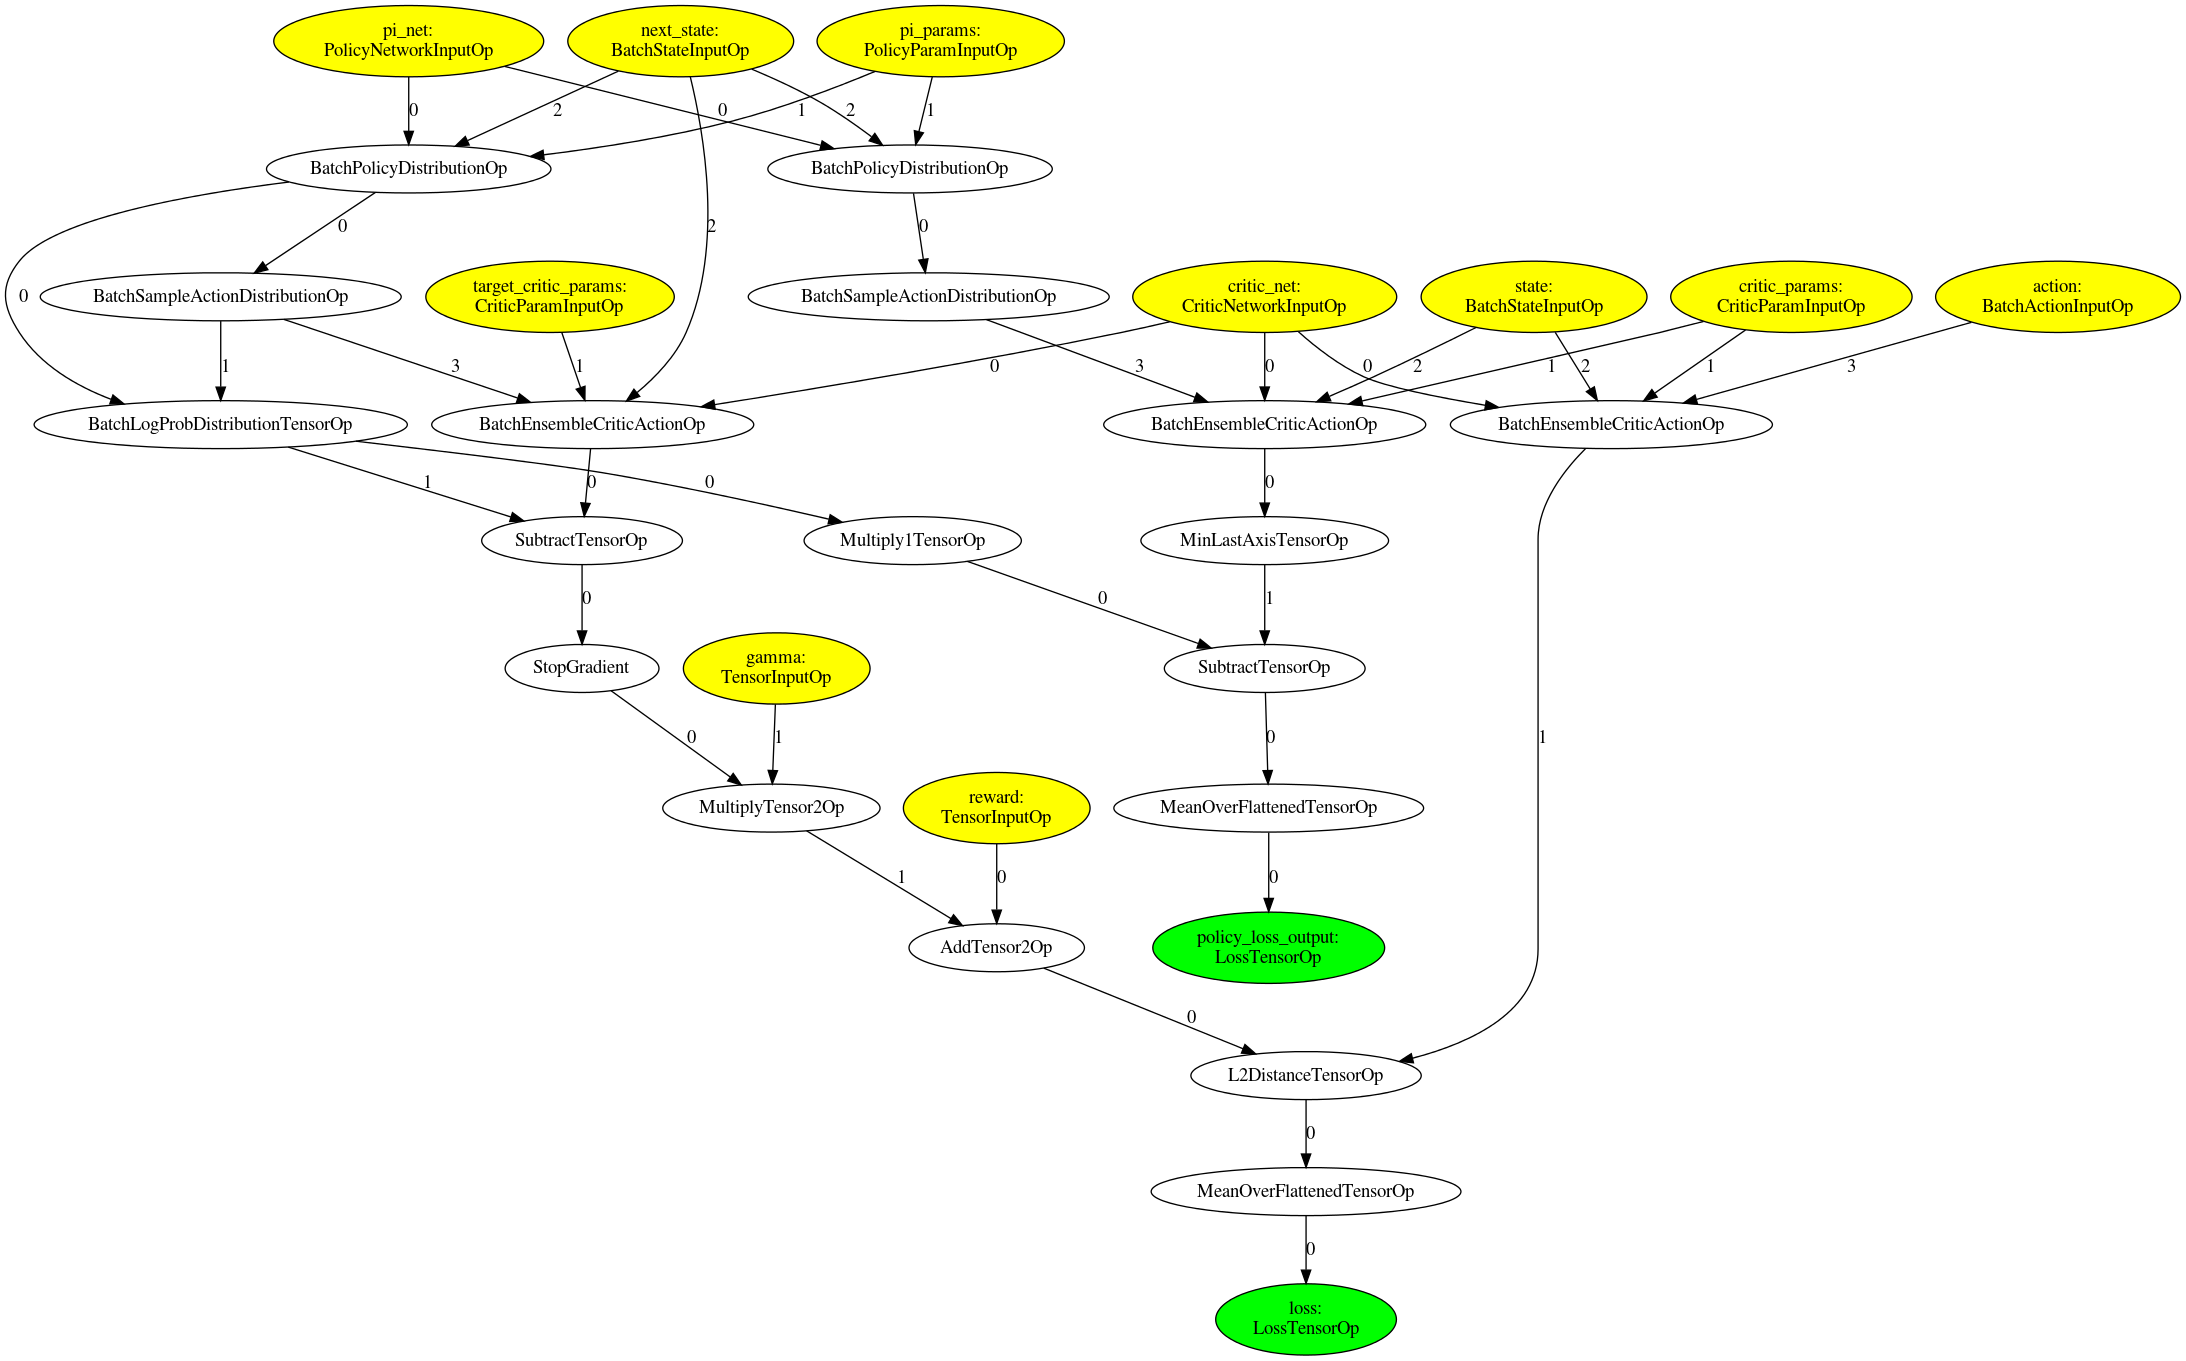 pi_net:
PolicyNetworkInputOp
next_state:
BatchStateInputOp
pi_params:
PolicyParamInputOp
0
2
0
1
2
1
BatchPolicyDistributionOp
BatchPolicyDistributionOp
0
2
0
0
BatchSampleActionDistributionOp
target_critic_params:
CriticParamInputOp
BatchSampleActionDistributionOp
critic_net:
CriticNetworkInputOp
state:
BatchStateInputOp
critic_params:
CriticParamInputOp
action:
BatchActionInputOp
1
3
1
0
3
0
0
2
1
2
1
3
BatchLogProbDistributionTensorOp
BatchEnsembleCriticActionOp
BatchEnsembleCriticActionOp
BatchEnsembleCriticActionOp
1
0
0
0
SubtractTensorOp
Multiply1TensorOp
MinLastAxisTensorOp
0
0
1
StopGradient
gamma:
TensorInputOp
SubtractTensorOp
0
1
0
1
MultiplyTensor2Op
reward:
TensorInputOp
MeanOverFlattenedTensorOp
1
0
0
AddTensor2Op
policy_loss_output:
LossTensorOp
0
L2DistanceTensorOp
0
MeanOverFlattenedTensorOp
0
loss:
LossTensorOp